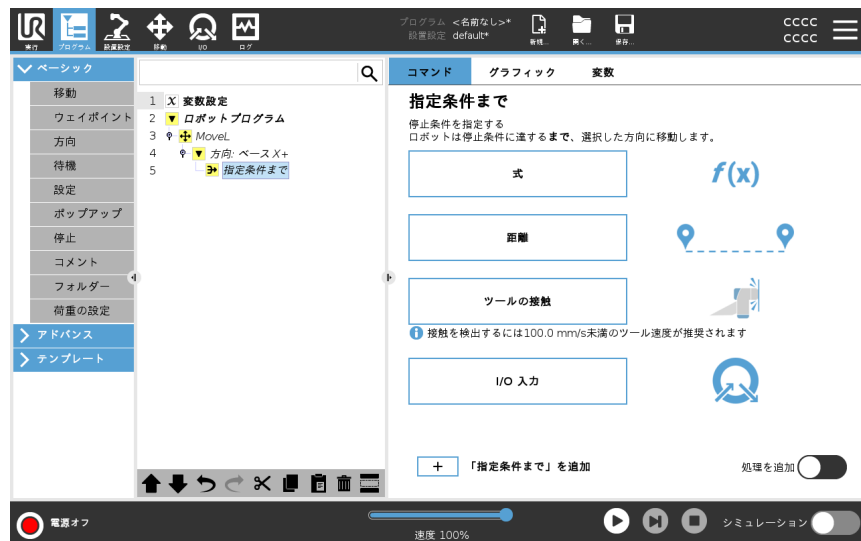 UR
実行
プログラム
設置設定
移動
I/O
ログ
プログラム <名前なし>*
設置設定 default*
新規...
開く...
保存...
cccc
cccc
ベーシック
移動
ウェイポイント
方向
待機
設定
ポップアップ
停止
コメント
フォルダー
荷重の設定
アドバンス
テンプレート
1 X 変数設定
2 ロボットプログラム
3 MoveL
4 方向: ベース X+
5 指定条件まで
コマンド グラフィック 変数
指定条件まで
停止条件を指定する
ロボットは停止条件に達するまで、選択した方向に移動します。
式
f(x)
距離
ツールの接触
接触を検出するには100.0 mm/s未満のツール速度が推奨されます
I/O 入力
+ 「指定条件まで」を追加
処理を追加
電源オフ
速度 100%
シミュレーション